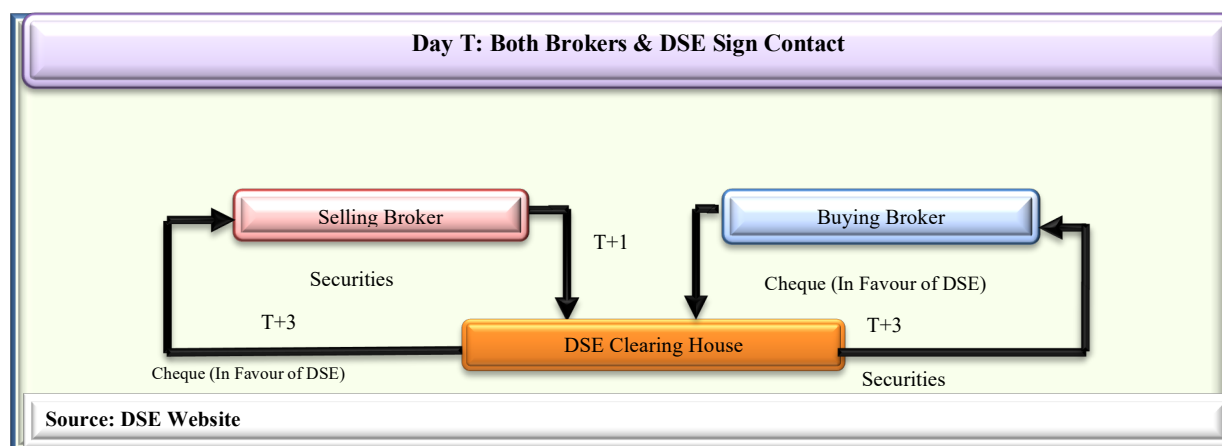 Day T: Both Brokers & DSE Sign Contact
Selling Broker
Buying Broker
T+1
Securities
Cheque (In Favour of DSE)
T+3
T+3
DSE Clearing House
Cheque (In Favour of DSE)
Securities
Source: DSE Website